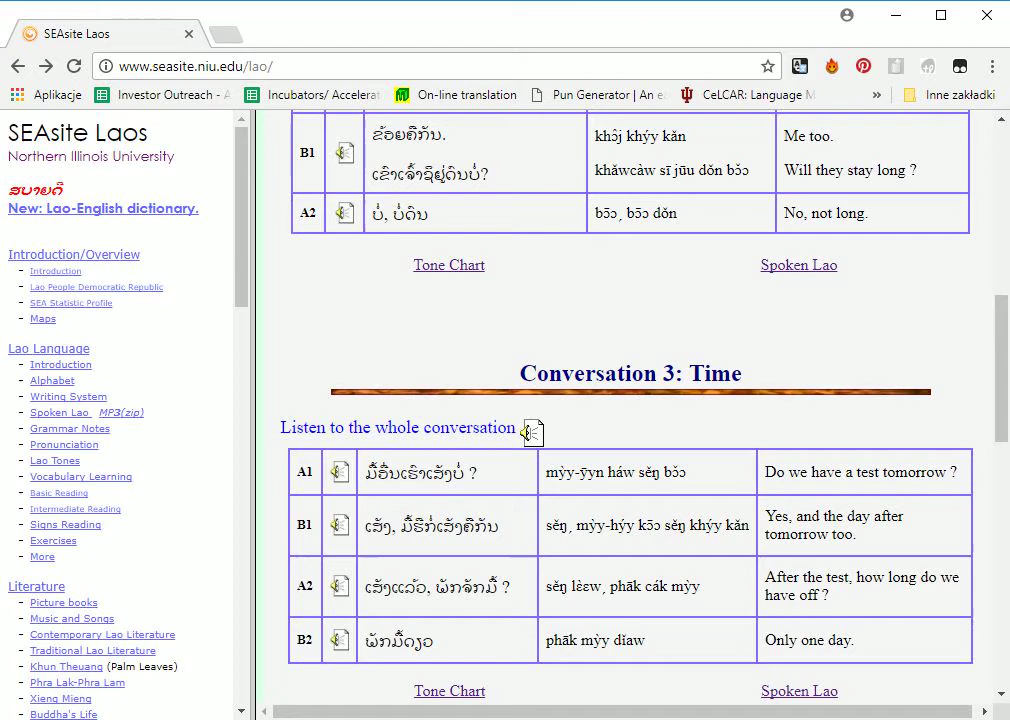 SEAsite Laos
www.seasite.niu.edu/lao/
Aplikacje
Investor Outreach - A
Incubators/ Accelerat
On-line translation
Pun Generator | An e
CeLCAR: Language M
»
Inne zakładki
SEAsite Laos
Northern Illinois University
ສບາຍດີ
New: Lao-English dictionary.
Introduction/Overview
- Introduction
- Lao People Democratic Republic
- SEA Statistic Profile
- Maps
Lao Language
- Introduction
- Alphabet
- Writing System
- Spoken Lao MP3(zip)
- Grammar Notes
- Pronunciation
- Lao Tones
- Vocabulary Learning
- Basic Reading
- Intermediate Reading
- Signs Reading
- Exercises
- More
Literature
- Picture books
- Music and Songs
- Contemporary Lao Literature
- Traditional Lao Literature
- Khun Theuang (Palm Leaves)
- Phra Lak-Phra Lam
- Xieng Mieng
- Buddha's Life
B1 ຂ້ອຍຄືກັນ. khɔ̂j khýy kǎn Me too.
ເຂົາເຈົ້າຊິຢູ່ດົນບໍ່? khǎwcàw sī jūu dǒn bɔ̄ɔ Will they stay long ?
A2 ບໍ່, ບໍ່ດົນ bɔ̄ɔ, bɔ̄ɔ dǒn No, not long.
Tone Chart Spoken Lao
Conversation 3: Time
Listen to the whole conversation
A1 ມື້ອື່ນເຮົາເສັງບໍ່ ? mỳy-ȳyn háw sěŋ bɔ̌ɔ Do we have a test tomorrow ?
B1 ເສັງ, ມື້ຮືກໍ່ເສັງຄືກັນ sěŋ, mỳy-hýy kɔ̄ɔ sěŋ khýy kǎn Yes, and the day after
tomorrow too.
A2 ເສັງແລ້ວ, ພັກຈັກມື້ ? sěŋ lɛ̀ɛw, phāk cák mỳy After the test, how long do we
have off ?
B2 ພັກມື້ດຽວ phāk mỳy dǐaw Only one day.
Tone Chart Spoken Lao